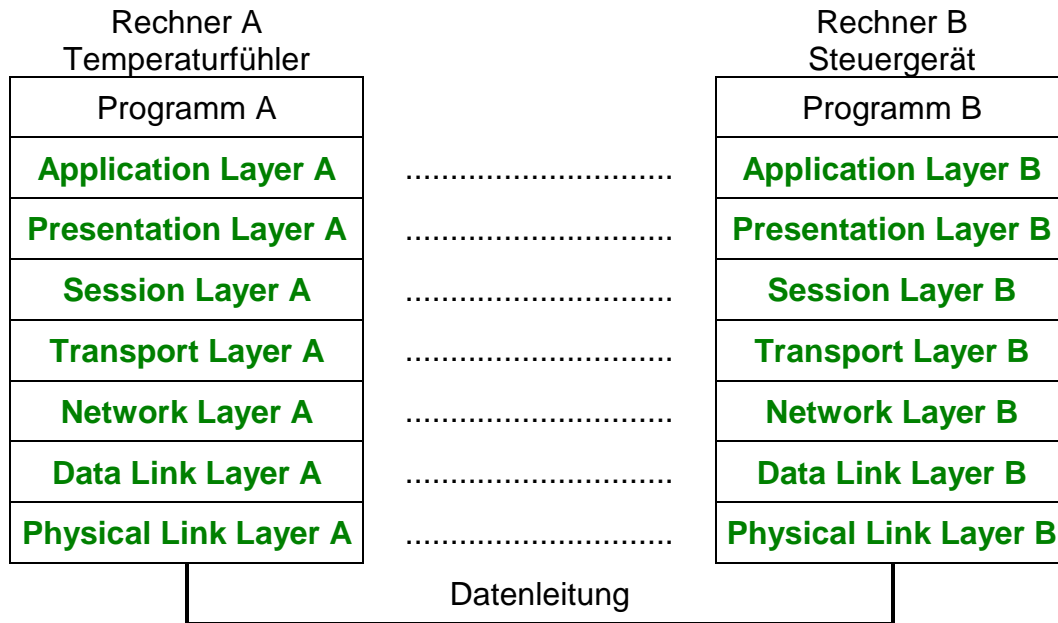 Rechner A
Temperaturfühler
Rechner B
Steuergerät
Programm A
Programm B
Application Layer A ............................ Application Layer B
Presentation Layer A ............................ Presentation Layer B
Session Layer A ............................ Session Layer B
Transport Layer A ............................ Transport Layer B
Network Layer A ............................ Network Layer B
Data Link Layer A ............................ Data Link Layer B
Physical Link Layer A ............................ Physical Link Layer B
Datenleitung